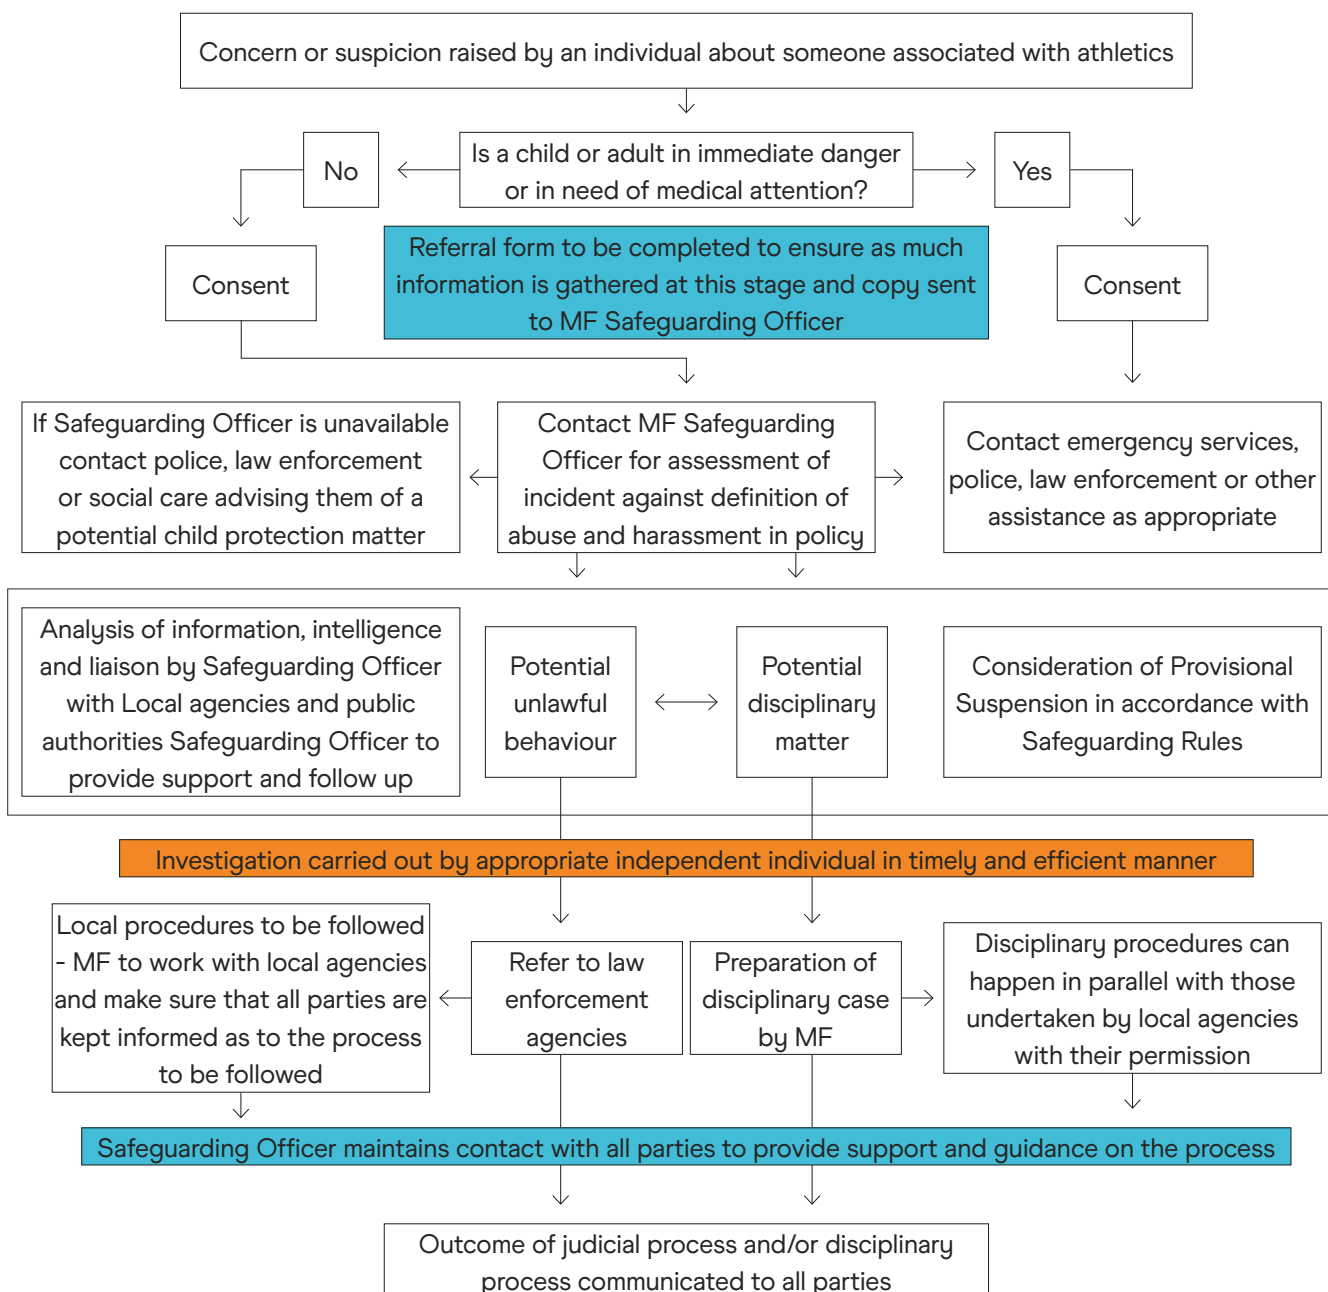 Concern or suspicion raised by an individual about someone associated with athletics
No
Is a child or adult in immediate danger
or in need of medical attention?
Yes
Consent
Referral form to be completed to ensure as much
information is gathered at this stage and copy sent
to MF Safeguarding Officer
Consent
If Safeguarding Officer is unavailable
contact police, law enforcement
or social care advising them of a
potential child protection matter
Contact MF Safeguarding
Officer for assessment of
incident against definition of
abuse and harassment in policy
Contact emergency services,
police, law enforcement or other
assistance as appropriate
Analysis of information, intelligence
and liaison by Safeguarding Officer
with Local agencies and public
authorities Safeguarding Officer to
provide support and follow up
Potential
unlawful
behaviour
Potential
disciplinary
matter
Consideration of Provisional
Suspension in accordance with
Safeguarding Rules
Investigation carried out by appropriate independent individual in timely and efficient manner
Local procedures to be followed
- MF to work with local agencies
and make sure that all parties are
kept informed as to the process
to be followed
Refer to law
enforcement
agencies
Preparation of
disciplinary case
by MF
Disciplinary procedures can
happen in parallel with those
undertaken by local agencies
with their permission
Safeguarding Officer maintains contact with all parties to provide support and guidance on the process
Outcome of judicial process and/or disciplinary
process communicated to all parties